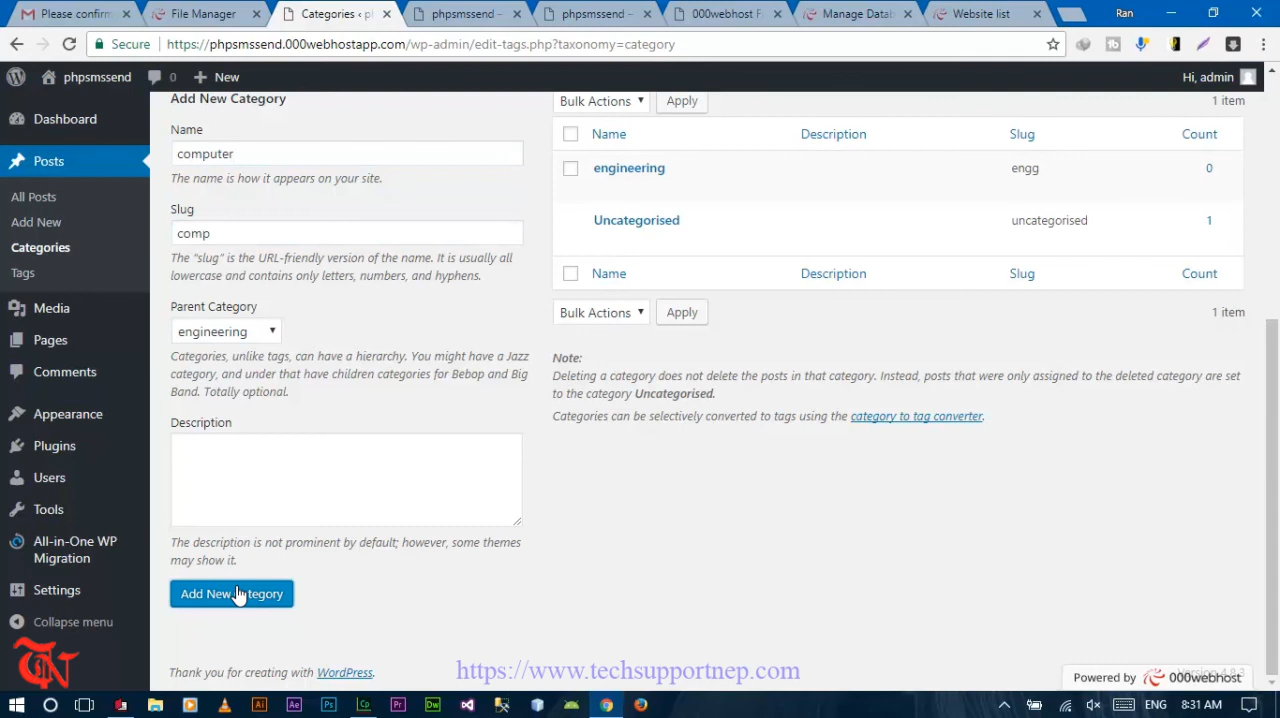 Please confirm
File Manager
Categories ‹ p
phpsmssend –
phpsmssend –
000webhost F
Manage Datab
Website list
Ran
Secure
https://phpsmssend.000webhostapp.com/wp-admin/edit-tags.php?taxonomy=category
phpsmssend
0
New
Hi, admin
Dashboard
Posts
All Posts
Add New
Categories
Tags
Media
Pages
Comments
Appearance
Plugins
Users
Tools
All-in-One WP
Migration
Settings
Collapse menu
Add New Category
Name
computer
The name is how it appears on your site.
Slug
comp
The "slug" is the URL-friendly version of the name. It is usually all
lowercase and contains only letters, numbers, and hyphens.
Parent Category
engineering
Categories, unlike tags, can have a hierarchy. You might have a Jazz
category, and under that have children categories for Bebop and Big
Band. Totally optional.
Description
The description is not prominent by default; however, some themes
may show it.
Add New Category
Bulk Actions Apply 1 item
Name Description Slug Count
engineering engg 0
Uncategorised uncategorised 1
Name Description Slug Count
Bulk Actions Apply 1 item
Note:
Deleting a category does not delete the posts in that category. Instead, posts that were only assigned to the deleted category are set
to the category Uncategorised.
Categories can be selectively converted to tags using the category to tag converter.
Thank you for creating with WordPress.
https://www.techsupportnep.com
Powered by 000webhost
Ai Ae Ps Cp Pr Dw
ENG 8:31 AM